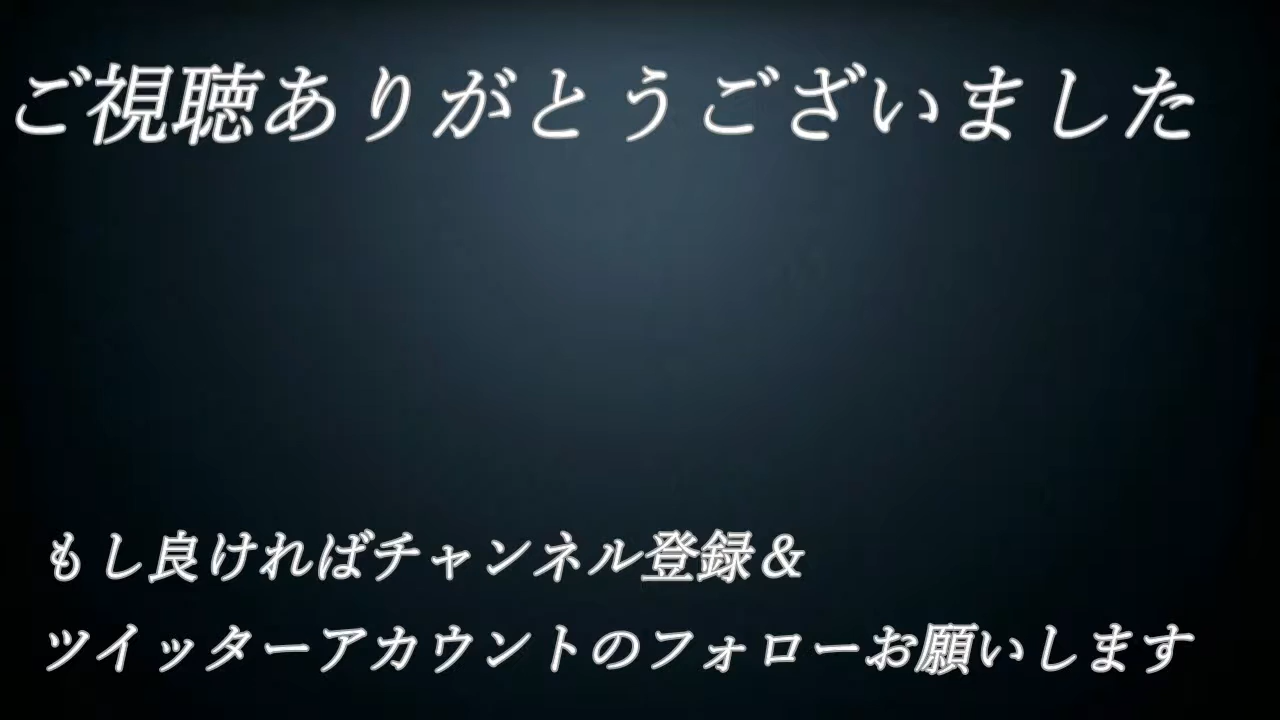 ご視聴ありがとうございました
もし良ければチャンネル登録＆
ツイッターアカウントのフォローお願いします